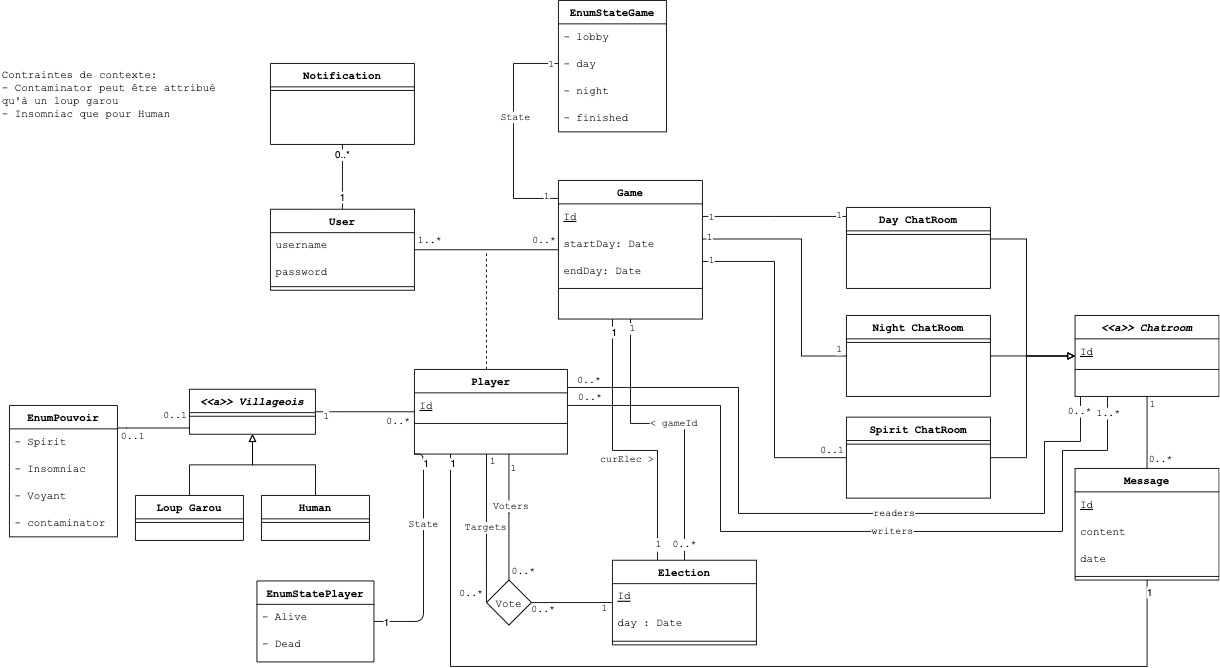 EnumStateGame
- lobby
- day
- night
- finished
Contraintes de contexte:
- Contaminator peut être attribué
qu'à un loup garou
- Insomniac que pour Human
Notification
0..*
1
User
username
password
1..*
0..*
State
1
1
Game
Id
startDay: Date
endDay: Date
1
1
1
1
1
0..1
Day ChatRoom
Night ChatRoom
Spirit ChatRoom
<<a>> Chatroom
Id
0..*
1..*
1
0..*
Message
Id
content
date
1
1
1
< gameId
curElec >
1
0..*
Player
Id
0..*
0..*
0..*
1
<<a>> Villageois
0..1
0..1
EnumPouvoir
- Spirit
- Insomniac
- Voyant
- contaminator
Loup Garou
Human
1
1
1
1
State
Voters
Targets
readers
writers
0..*
0..*
Vote
0..*
1
Election
Id
day : Date
EnumStatePlayer
- Alive
- Dead
1